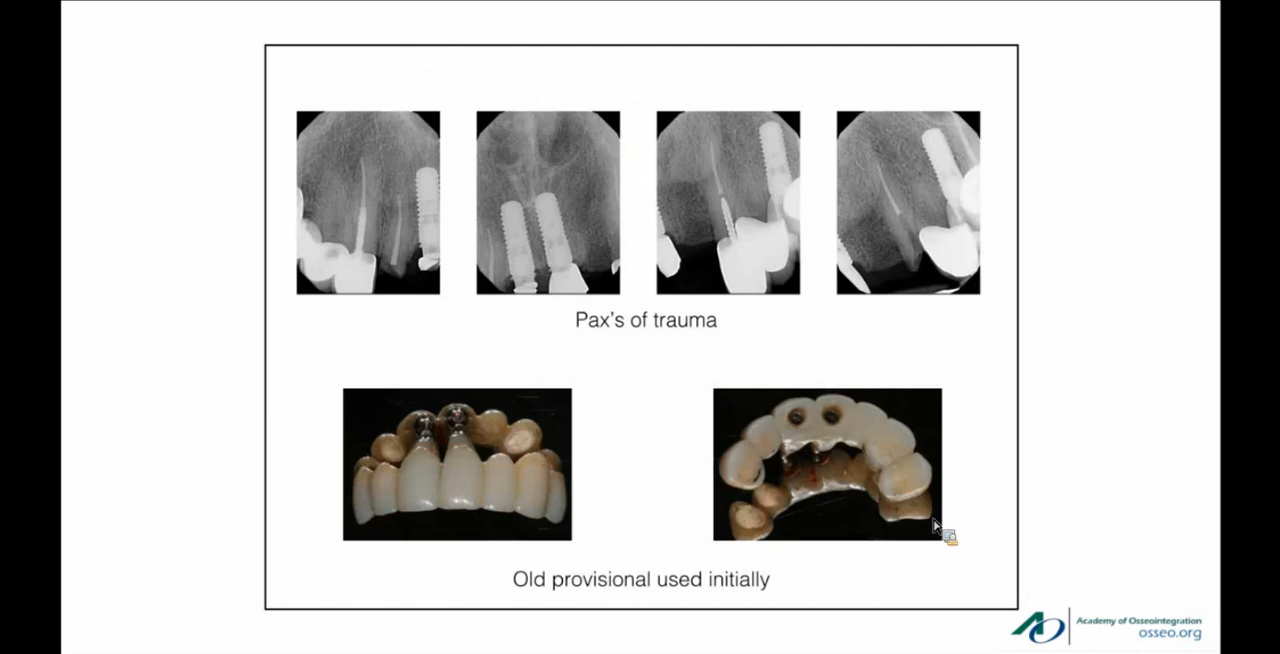 Pax's of trauma
Old provisional used initially
Academy of Osseointegration
osseo.org